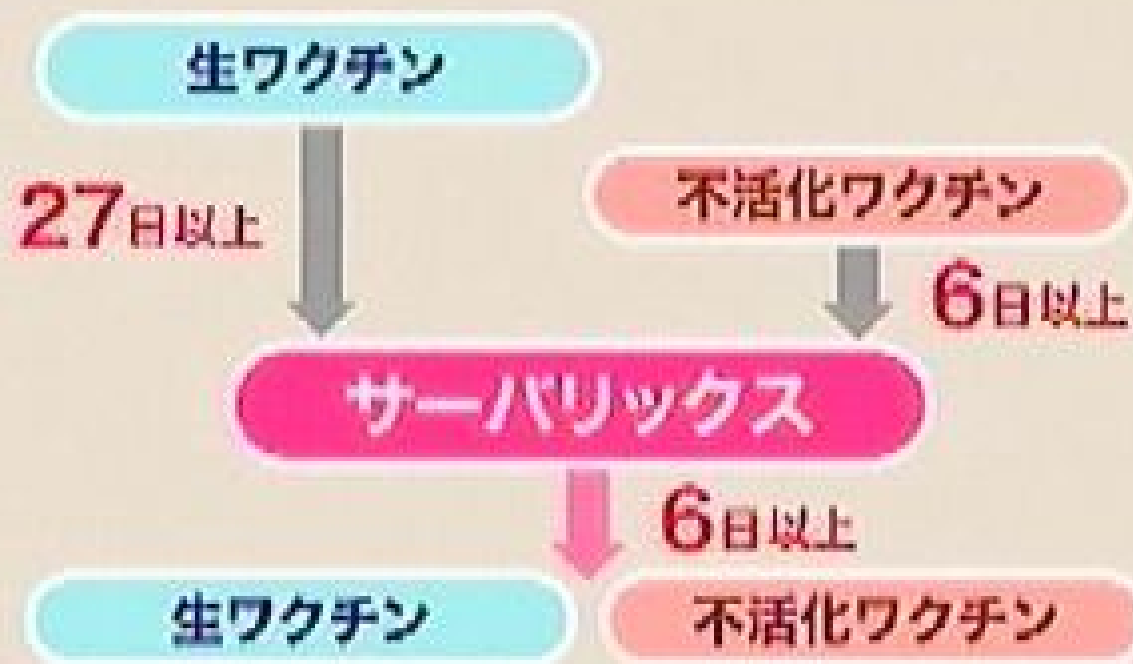 生ワクチン
27日以上
不活化ワクチン
6日以上
サーバリックス
6日以上
生ワクチン
不活化ワクチン